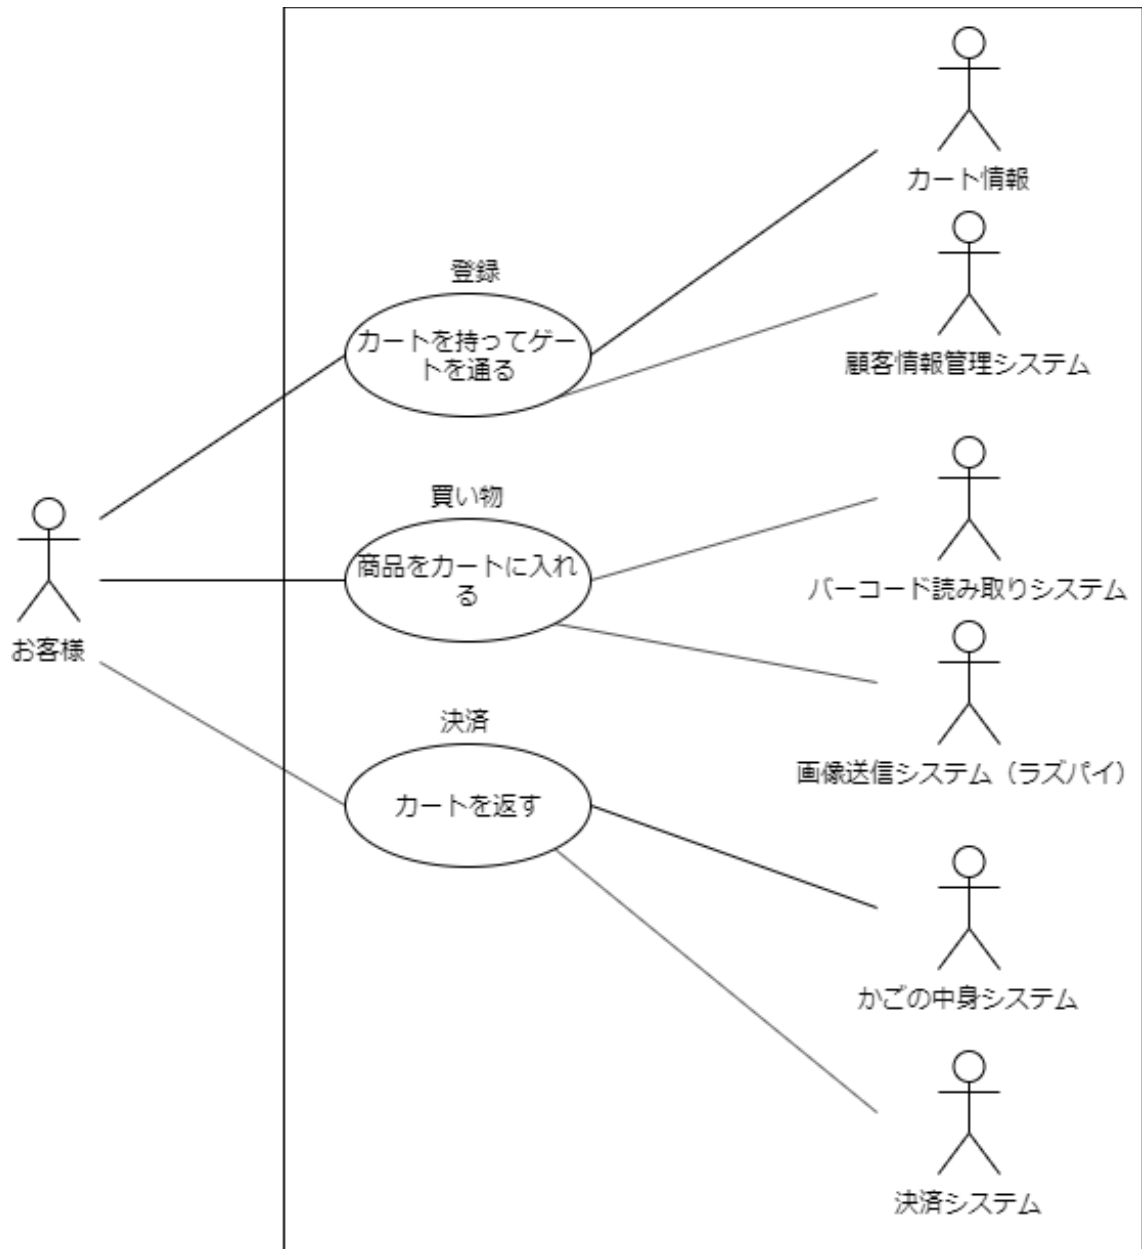 カート情報
登録
カートを持ってゲー
トを通る
顧客情報管理システム
買い物
商品をカートに入れ
る
バーコード読み取りシステム
お客様
決済
画像送信システム（ラズパイ）
カートを返す
かごの中身システム
決済システム